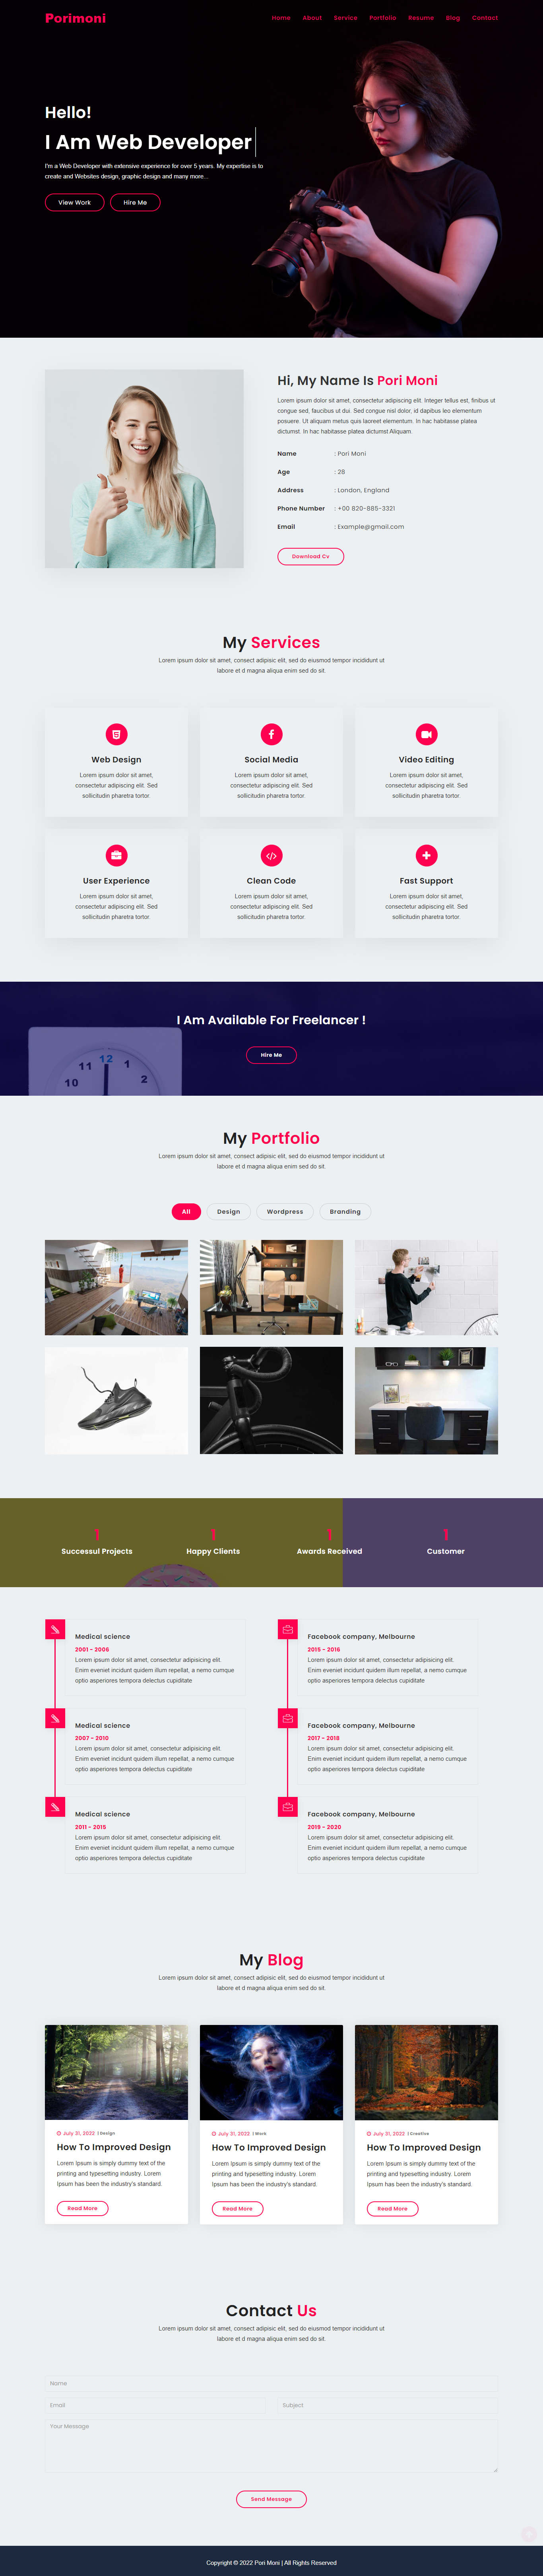 Porimoni
Home About Service Portfolio Resume Blog Contact
Hello!
I Am Web Developer
I'm a Web Developer with extensive experience for over 5 years. My expertise is to
create and Websites design, graphic design and many more...
View Work Hire Me
Hi, My Name Is Pori Moni
Lorem ipsum dolor sit amet, consectetur adipiscing elit. Integer tellus est, finibus ut
congue sed, faucibus ut dui. Sed congue nisl dolor, id dapibus leo elementum
posuere. Ut aliquam metus quis laoreet elementum. In hac habitasse platea
dictumst. In hac habitasse platea dictumst Aliquam.
Name : Pori Moni
Age : 28
Address : London, England
Phone Number : +00 820-885-3321
Email : Example@gmail.com
Download Cv
My Services
Lorem ipsum dolor sit amet, consect adipisic elit, sed do eiusmod tempor incididunt ut
labore et d magna aliqua enim sed do sit.
Web Design
Lorem ipsum dolor sit amet,
consectetur adipiscing elit. Sed
sollicitudin pharetra tortor.
Social Media
Lorem ipsum dolor sit amet,
consectetur adipiscing elit. Sed
sollicitudin pharetra tortor.
Video Editing
Lorem ipsum dolor sit amet,
consectetur adipiscing elit. Sed
sollicitudin pharetra tortor.
User Experience
Lorem ipsum dolor sit amet,
consectetur adipiscing elit. Sed
sollicitudin pharetra tortor.
Clean Code
Lorem ipsum dolor sit amet,
consectetur adipiscing elit. Sed
sollicitudin pharetra tortor.
Fast Support
Lorem ipsum dolor sit amet,
consectetur adipiscing elit. Sed
sollicitudin pharetra tortor.
I Am Available For Freelancer !
Hire Me
12
11 1
10 2
My Portfolio
Lorem ipsum dolor sit amet, consect adipisic elit, sed do eiusmod tempor incididunt ut
labore et d magna aliqua enim sed do sit.
All Design Wordpress Branding
1 1 1 1
Successul Projects Happy Clients Awards Received Customer
Medical science
2001 - 2006
Lorem ipsum dolor sit amet, consectetur adipisicing elit.
Enim eveniet incidunt quidem illum repellat, a nemo cumque
optio asperiores tempora delectus cupiditate
Medical science
2007 - 2010
Lorem ipsum dolor sit amet, consectetur adipisicing elit.
Enim eveniet incidunt quidem illum repellat, a nemo cumque
optio asperiores tempora delectus cupiditate
Medical science
2011 - 2015
Lorem ipsum dolor sit amet, consectetur adipisicing elit.
Enim eveniet incidunt quidem illum repellat, a nemo cumque
optio asperiores tempora delectus cupiditate
Facebook company, Melbourne
2015 - 2016
Lorem ipsum dolor sit amet, consectetur adipisicing elit.
Enim eveniet incidunt quidem illum repellat, a nemo cumque
optio asperiores tempora delectus cupiditate
Facebook company, Melbourne
2017 - 2018
Lorem ipsum dolor sit amet, consectetur adipisicing elit.
Enim eveniet incidunt quidem illum repellat, a nemo cumque
optio asperiores tempora delectus cupiditate
Facebook company, Melbourne
2019 - 2020
Lorem ipsum dolor sit amet, consectetur adipisicing elit.
Enim eveniet incidunt quidem illum repellat, a nemo cumque
optio asperiores tempora delectus cupiditate
My Blog
Lorem ipsum dolor sit amet, consect adipisic elit, sed do eiusmod tempor incididunt ut
labore et d magna aliqua enim sed do sit.
July 31, 2022 | Design
How To Improved Design
Lorem Ipsum is simply dummy text of the
printing and typesetting industry. Lorem
Ipsum has been the industry's standard.
Read More
July 31, 2022 | Work
How To Improved Design
Lorem Ipsum is simply dummy text of the
printing and typesetting industry. Lorem
Ipsum has been the industry's standard.
Read More
July 31, 2022 | Creative
How To Improved Design
Lorem Ipsum is simply dummy text of the
printing and typesetting industry. Lorem
Ipsum has been the industry's standard.
Read More
Contact Us
Lorem ipsum dolor sit amet, consect adipisic elit, sed do eiusmod tempor incididunt ut
labore et d magna aliqua enim sed do sit.
Name
Email Subject
Your Message
Send Message
Copyright © 2022 Pori Moni | All Rights Reserved